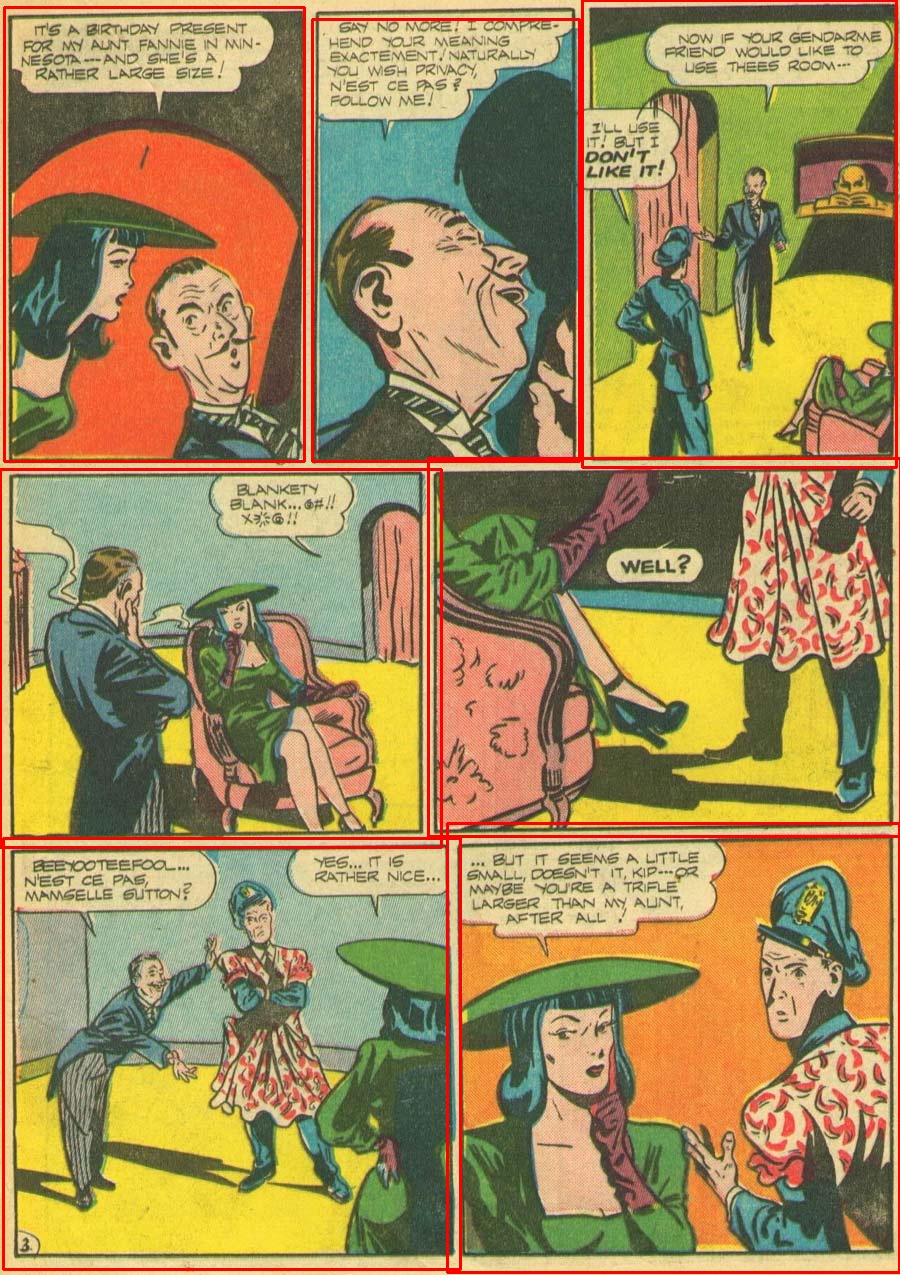 IT'S A BIRTHDAY PRESENT
FOR MY AUNT FANNIE IN MIN-
NESOTA---AND SHE'S A
RATHER LARGE SIZE!
SAY NO MORE! I COMPRE-
HEND YOUR MEANING
EXACTEMENT! NATURALLY
YOU WISH PRIVACY,
N'EST CE PAS?
FOLLOW ME!
NOW IF YOUR GENDARME
FRIEND WOULD LIKE TO
USE THEES ROOM---
I'LL USE
IT! BUT I
DON'T
LIKE IT!
BLANKETY
BLANK...@#!!
WELL?
BEEYOOTEEFOOL...
N'EST CE PAS,
MAMSELLE SUTTON?
YES... IT IS
RATHER NICE...
... BUT IT SEEMS A LITTLE
SMALL, DOESN'T IT, KID---OR
MAYBE YOU'RE A TRIFLE
LARGER THAN MY AUNT,
AFTER ALL!
3